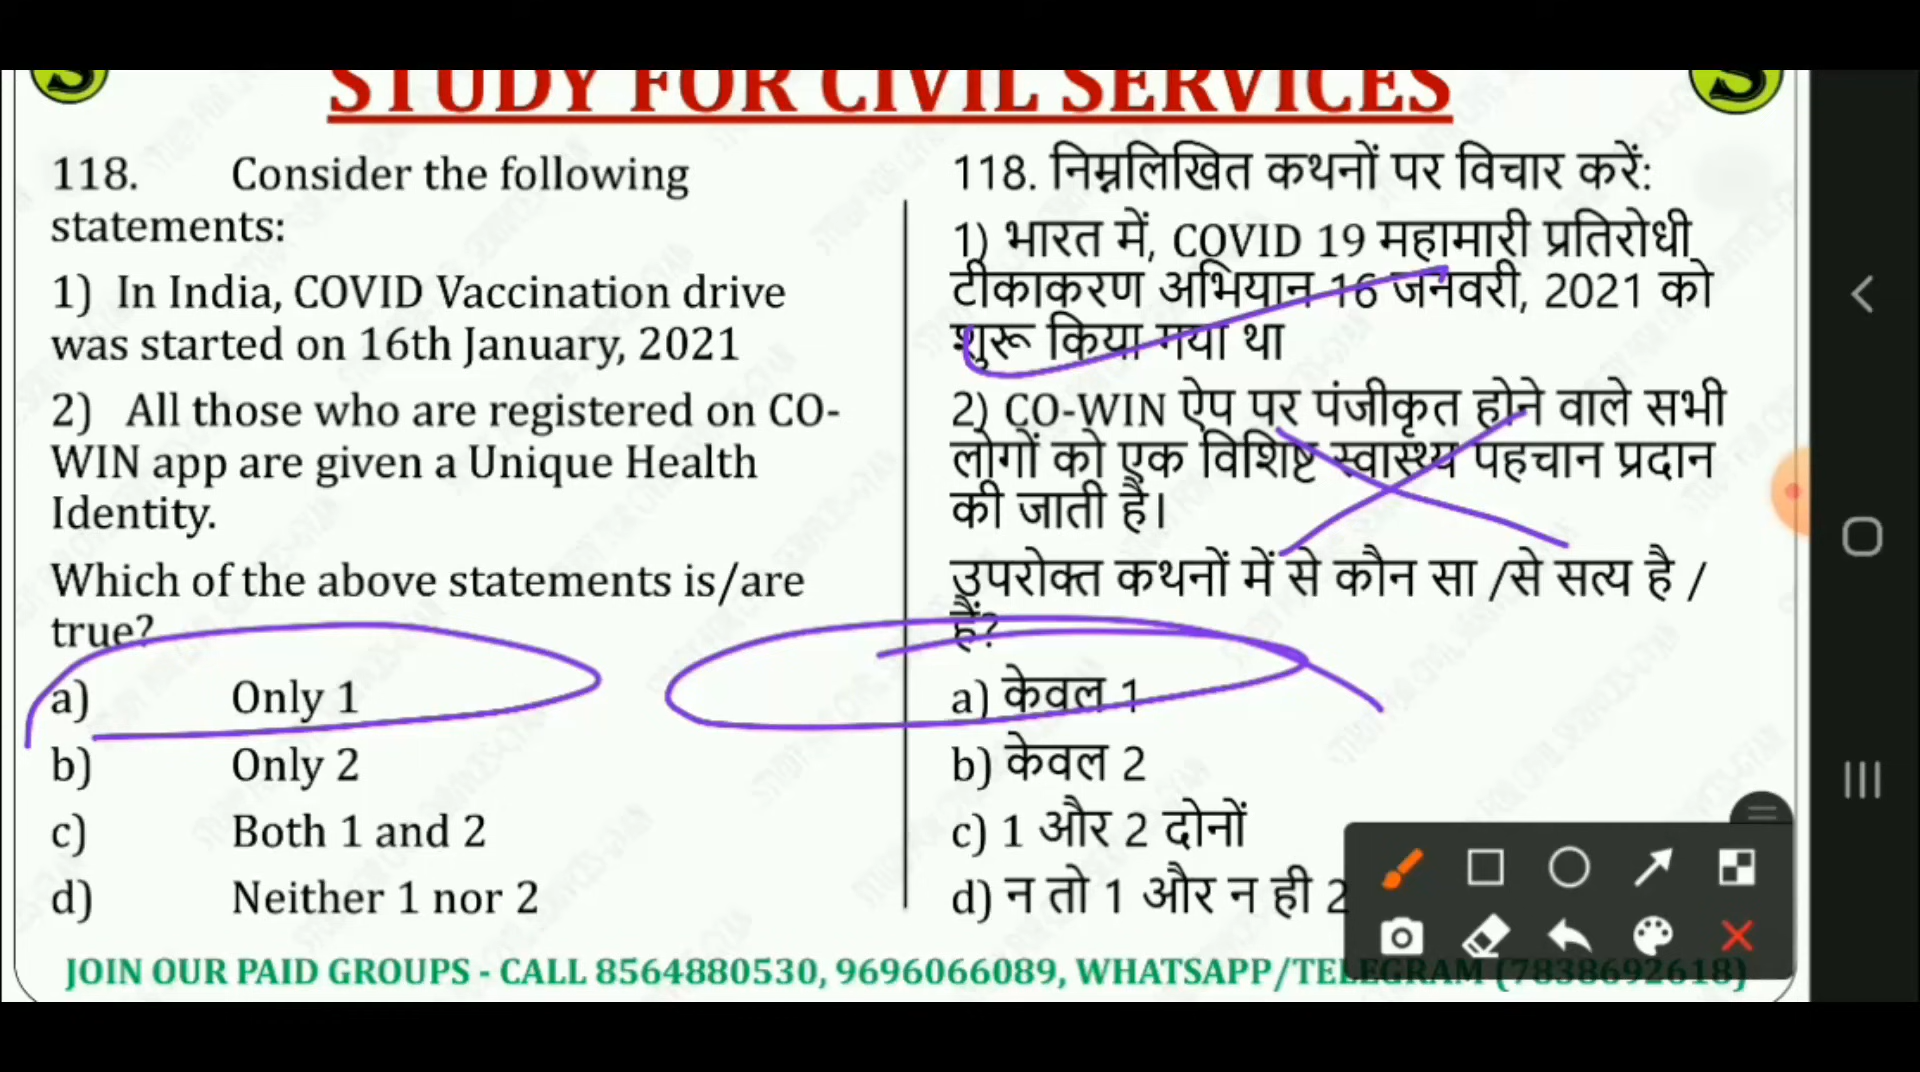 STUDY FOR CIVIL SERVICES
118. Consider the following
statements:
1) In India, COVID Vaccination drive
was started on 16th January, 2021
2) All those who are registered on CO-
WIN app are given a Unique Health
Identity.
Which of the above statements is/are
true?
a) Only 1
b) Only 2
c) Both 1 and 2
d) Neither 1 nor 2
118. निम्नलिखित कथनों पर विचार करें:
1) भारत में, COVID 19 महामारी प्रतिरोधी
टीकाकरण अभियान 16 जनवरी, 2021 को
शुरू किया गया था
2) CO-WIN ऐप पर पंजीकृत होने वाले सभी
लोगों को एक विशिष्ट स्वास्थ्य पहचान प्रदान
की जाती है।
उपरोक्त कथनों में से कौन सा /से सत्य है /
हैं?
a) केवल 1
b) केवल 2
c) 1 और 2 दोनों
d) न तो 1 और न ही 2
JOIN OUR PAID GROUPS - CALL 8564880530, 9696066089, WHATSAPP/TELEGRAM (7838692618)